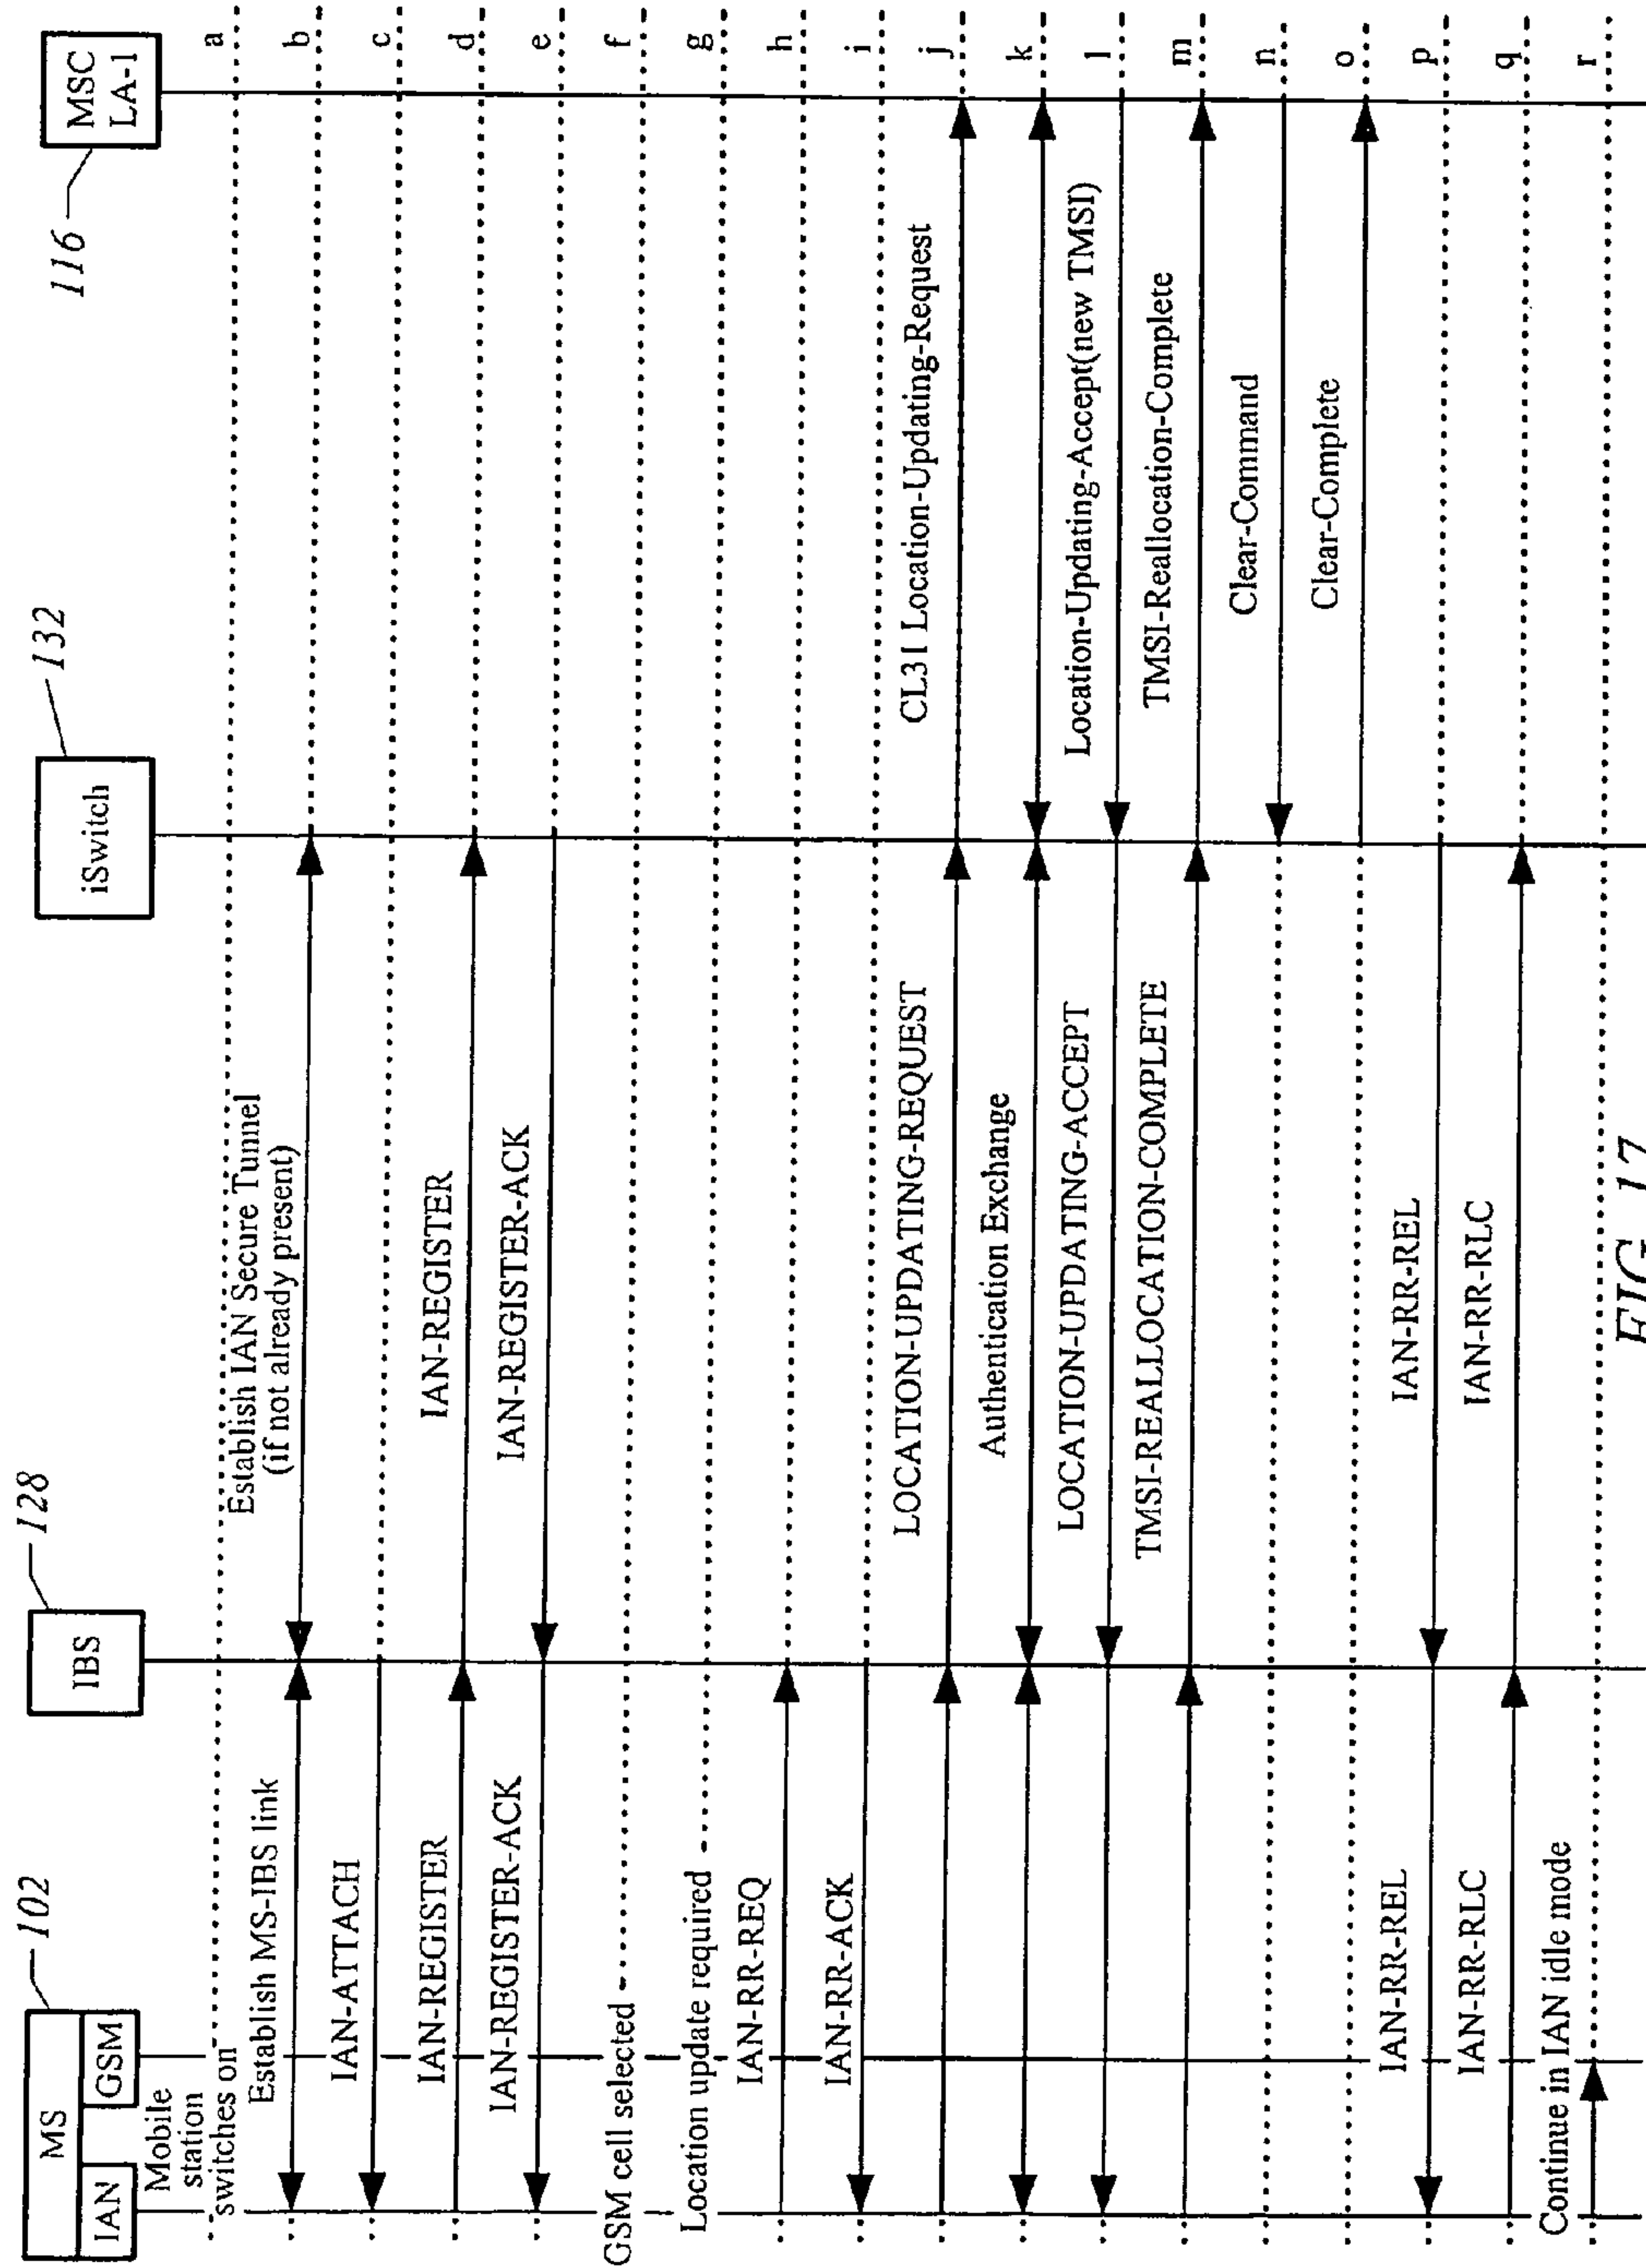 MS
102
IAN
GSM
IBS
128
iSwitch
132
MSC
LA-1
116
Mobile
station
switches on
a
Establish MS-IBS link
Establish IAN Secure Tunnel
(if not already present)
b
IAN-ATTACH
c
IAN-REGISTER
IAN-REGISTER
d
IAN-REGISTER-ACK
IAN-REGISTER-ACK
e
GSM cell selected
f
Location update required
g
IAN-RR-REQ
h
IAN-RR-ACK
i
LOCATION-UPDATING-REQUEST
CL3I Location-Updating-Request
j
Authentication Exchange
k
LOCATION-UPDATING-ACCEPT
Location-Updating-Accept(new TMSI)
l
TMSI-REALLOCATION-COMPLETE
TMSI-Reallocation-Complete
m
Clear-Command
n
Clear-Complete
o
IAN-RR-REL
IAN-RR-REL
p
IAN-RR-RLC
IAN-RR-RLC
q
Continue in IAN idle mode
r
FIG. 17